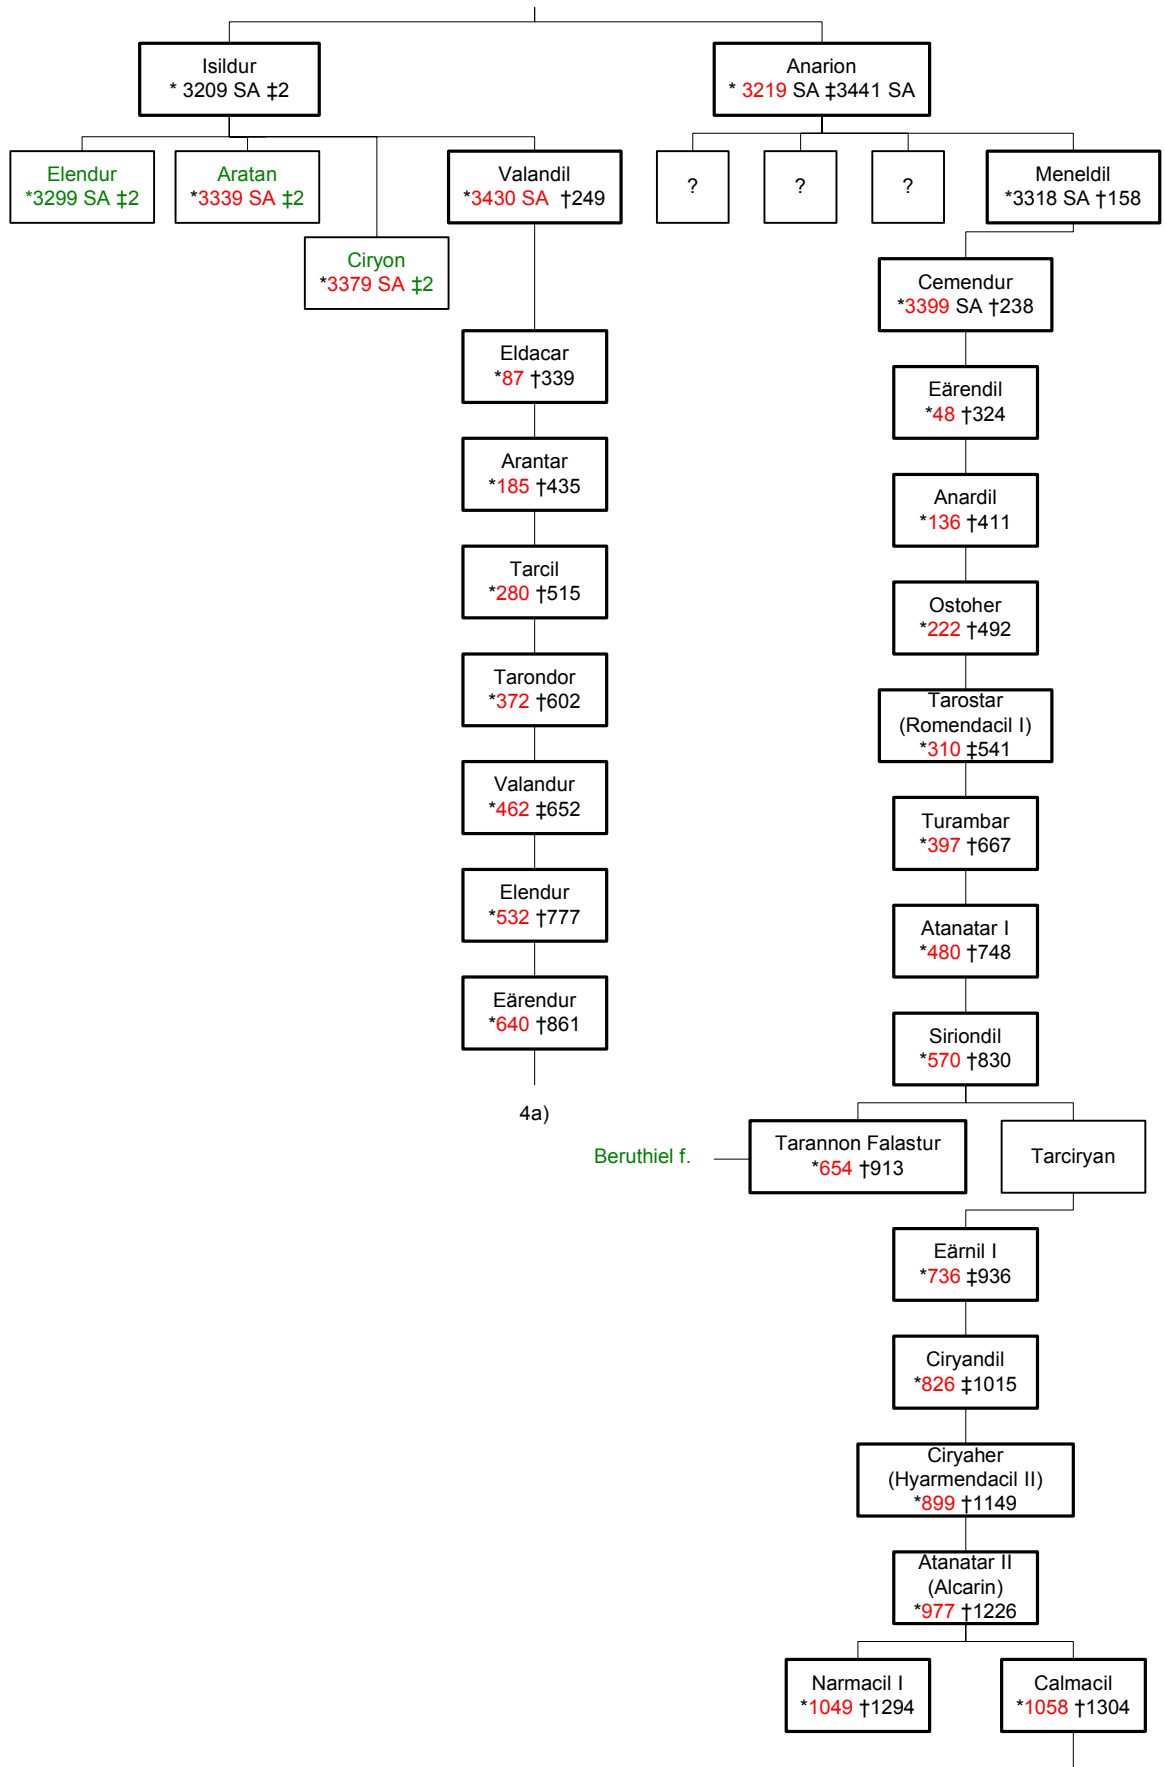 Isildur
* 3209 SA ‡2
Anarion
* 3219 SA ‡3441 SA
Elendur
*3299 SA ‡2
Aratan
*3339 SA ‡2
Ciryon
*3379 SA ‡2
Valandil
*3430 SA †249
?
?
?
Meneldil
*3318 SA †158
Eldacar
*87 †339
Arantar
*185 †435
Tarcil
*280 †515
Tarondor
*372 †602
Valandur
*462 ‡652
Elendur
*532 †777
Eärendur
*640 †861
4a)
Cemendur
*3399 SA †238
Eärendil
*48 †324
Anardil
*136 †411
Ostoher
*222 †492
Tarostar
(Romendacil I)
*310 ‡541
Turambar
*397 †667
Atanatar I
*480 †748
Siriondil
*570 †830
Beruthiel f.
Tarannon Falastur
*654 †913
Tarciryan
Eärnil I
*736 ‡936
Ciryandil
*826 ‡1015
Ciryaher
(Hyarmendacil II)
*899 †1149
Atanatar II
(Alcarin)
*977 †1226
Narmacil I
*1049 †1294
Calmacil
*1058 †1304